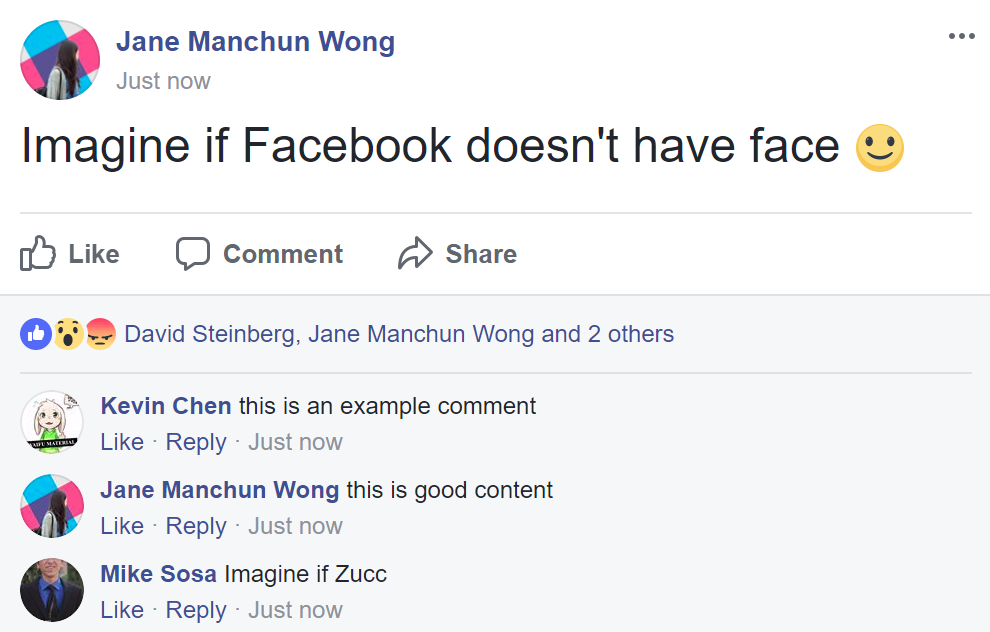 Jane Manchun Wong
Just now
Imagine if Facebook doesn't have face
Like Comment Share
David Steinberg, Jane Manchun Wong and 2 others
Kevin Chen this is an example comment
Like · Reply · Just now
Jane Manchun Wong this is good content
Like · Reply · Just now
Mike Sosa Imagine if Zucc
Like · Reply · Just now
WAIFU MATERIAL